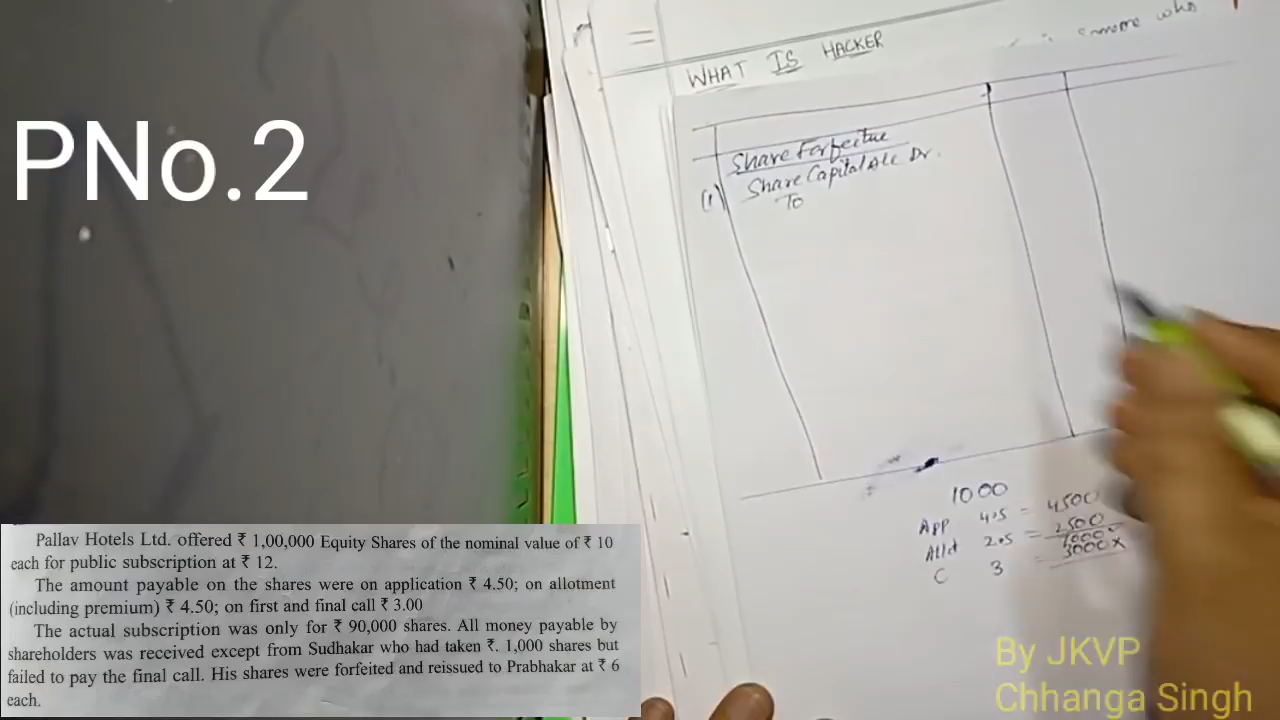 PNo.2
WHAT IS HACKER
Share Forfeitue
(1) Share Capital A/c Dr.
To
1000
App 4.5 = 4500
Allot 2.5 = 2500
7000
C 3 = 3000 x
Pallav Hotels Ltd. offered ₹ 1,00,000 Equity Shares of the nominal value of ₹ 10
each for public subscription at ₹ 12.
The amount payable on the shares were on application ₹ 4.50; on allotment
(including premium) ₹ 4.50; on first and final call ₹ 3.00
The actual subscription was only for ₹ 90,000 shares. All money payable by
shareholders was received except from Sudhakar who had taken ₹. 1,000 shares but
failed to pay the final call. His shares were forfeited and reissued to Prabhakar at ₹ 6
each.
By JKVP
Chhanga Singh